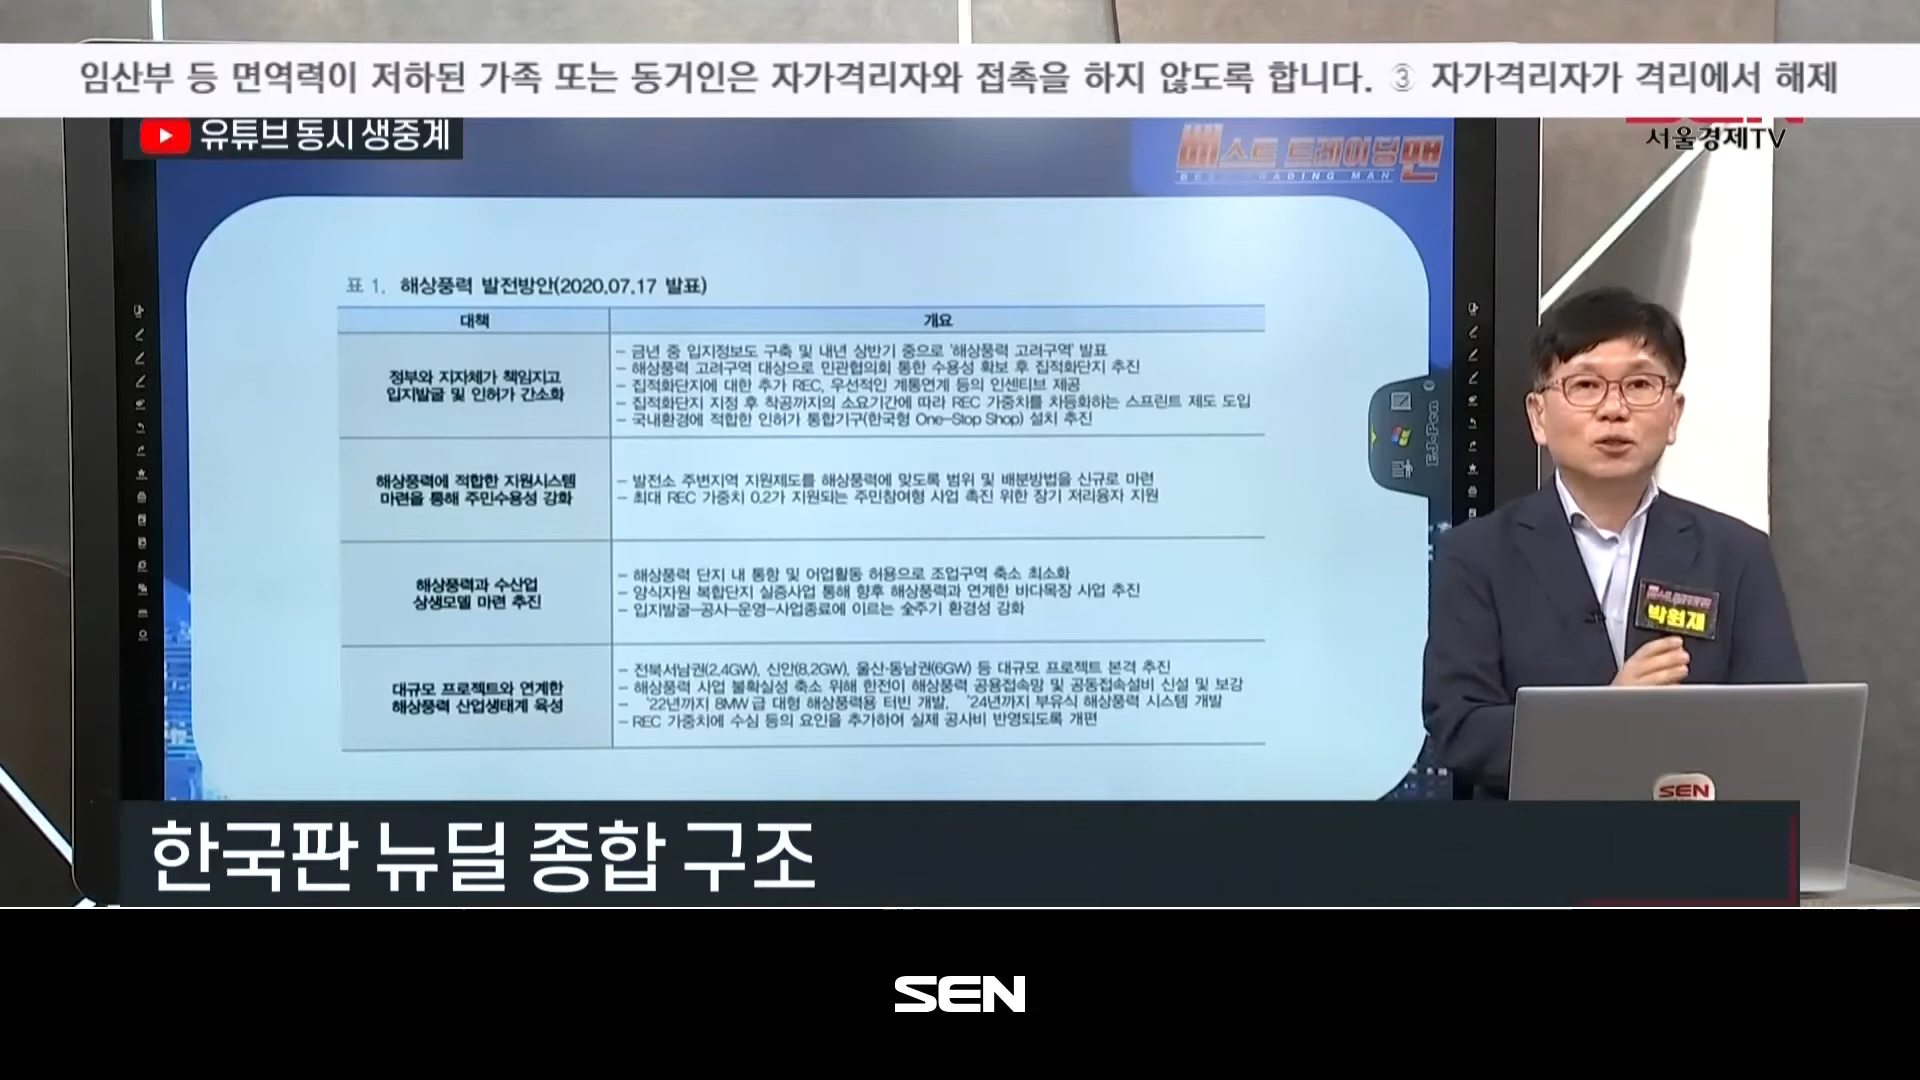 임산부 등 면역력이 저하된 가족 또는 동거인은 자가격리자와 접촉을 하지 않도록 합니다. ③ 자가격리자가 격리에서 해제
유튜브 동시 생중계
베스트 트레이딩맨
서울경제TV
표 1. 해상풍력 발전방안(2020.07.17 발표)
대책
개요
정부와 지자체가 책임지고
입지발굴 및 인허가 간소화
- 금년 중 입지정보도 구축 및 내년 상반기 중으로 '해상풍력 고려구역' 발표
- 해상풍력 고려구역 대상으로 민관협의회 통한 수용성 확보 후 집적화단지 추진
- 집적화단지에 대한 추가 REC, 우선적인 계통연계 등의 인센티브 제공
- 집적화단지 지정 후 착공까지의 소요기간에 따라 REC 가중치를 차등화하는 스프린트 제도 도입
- 국내환경에 적합한 인허가 통합기구(한국형 One-Stop Shop) 설치 추진
해상풍력에 적합한 지원시스템
마련을 통해 주민수용성 강화
- 발전소 주변지역 지원제도를 해상풍력에 맞도록 범위 및 배분방법을 신규로 마련
- 최대 REC 가중치 0.2가 지원되는 주민참여형 사업 촉진 위한 장기 저리융자 지원
해상풍력과 수산업
상생모델 마련 추진
- 해상풍력 단지 내 통항 및 어업활동 허용으로 조업구역 축소 최소화
- 양식자원 복합단지 실증사업 통해 향후 해상풍력과 연계한 바다목장 사업 추진
- 입지발굴-공사-운영-사업종료에 이르는 全주기 환경성 강화
대규모 프로젝트와 연계한
해상풍력 산업생태계 육성
- 전북서남권(2.4GW), 신안(8.2GW), 울산·동남권(6GW) 등 대규모 프로젝트 본격 추진
- 해상풍력 사업 불확실성 축소 위해 한전이 해상풍력 공용접속망 및 공동접속설비 신설 및 보강
- '22년까지 8MW급 대형 해상풍력용 터빈 개발, '24년까지 부유식 해상풍력 시스템 개발
- REC 가중치에 수심 등의 요인을 추가하여 실제 공사비 반영되도록 개편
박원재
SEN
한국판 뉴딜 종합 구조
SEN